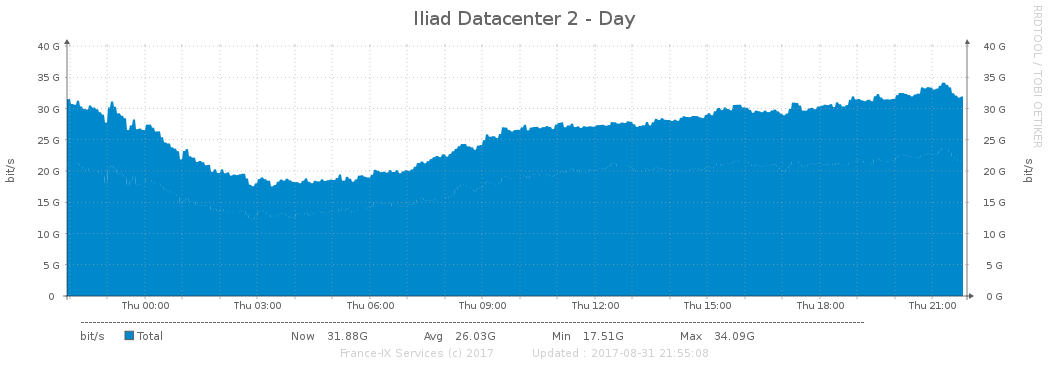 Iliad Datacenter 2 - Day
RRDTOOL / TOBI OETIKER
40 G 40 G
35 G 35 G
30 G 30 G
25 G 25 G
20 G 20 G
15 G 15 G
10 G 10 G
5 G 5 G
0 0 G
bit/s bit/s
Thu 00:00 Thu 03:00 Thu 06:00 Thu 09:00 Thu 12:00 Thu 15:00 Thu 18:00 Thu 21:00
bit/s Total Now 31.88G Avg 26.03G Min 17.51G Max 34.09G
France-IX Services (c) 2017 Updated : 2017-08-31 21:55:08